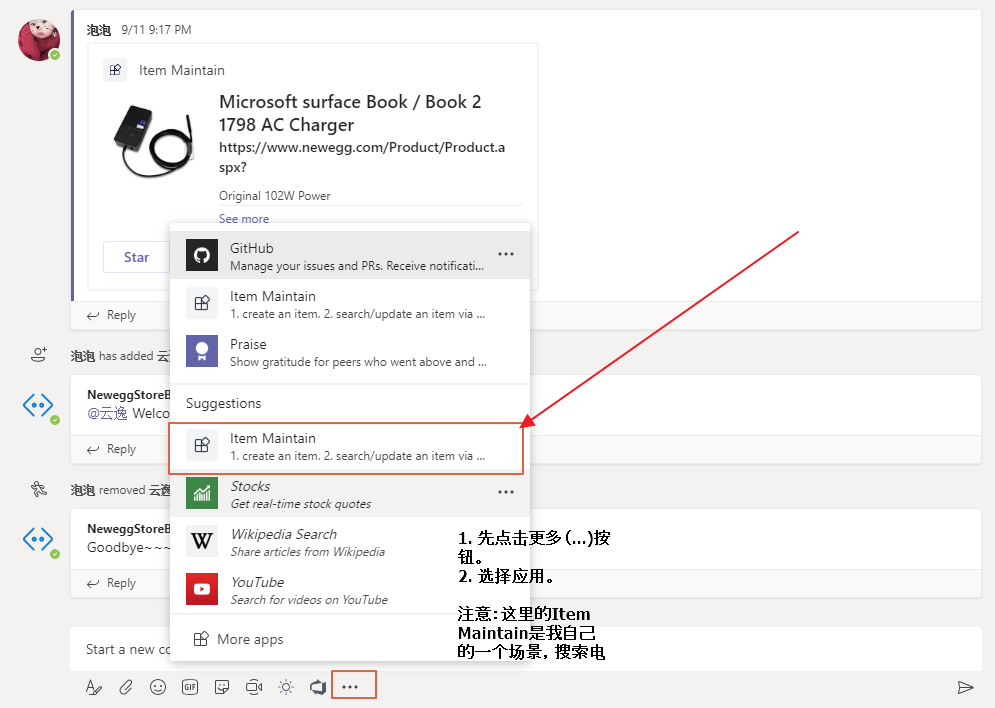 泡泡 9/11 9:17 PM
Item Maintain
Microsoft surface Book / Book 2
1798 AC Charger
https://www.newegg.com/Product/Product.a
spx?
Original 102W Power
See more
Star
GitHub
Manage your issues and PRs. Receive notificati...
Item Maintain
1. create an item. 2. search/update an item via ...
Praise
Show gratitude for peers who went above and ...
Suggestions
Item Maintain
1. create an item. 2. search/update an item via ...
Stocks
Get real-time stock quotes
Wikipedia Search
Share articles from Wikipedia
YouTube
Search for videos on YouTube
More apps
Reply
泡泡 has added
NeweggStore
@云逸 Welco
Reply
泡泡 removed 云逸
NeweggStore
Goodbye~~~
Reply
1. 先点击更多(...)按
钮。
2. 选择应用。
注意:这里的Item
Maintain是我自己
的一个场景,搜索电
Start a new co
GIF